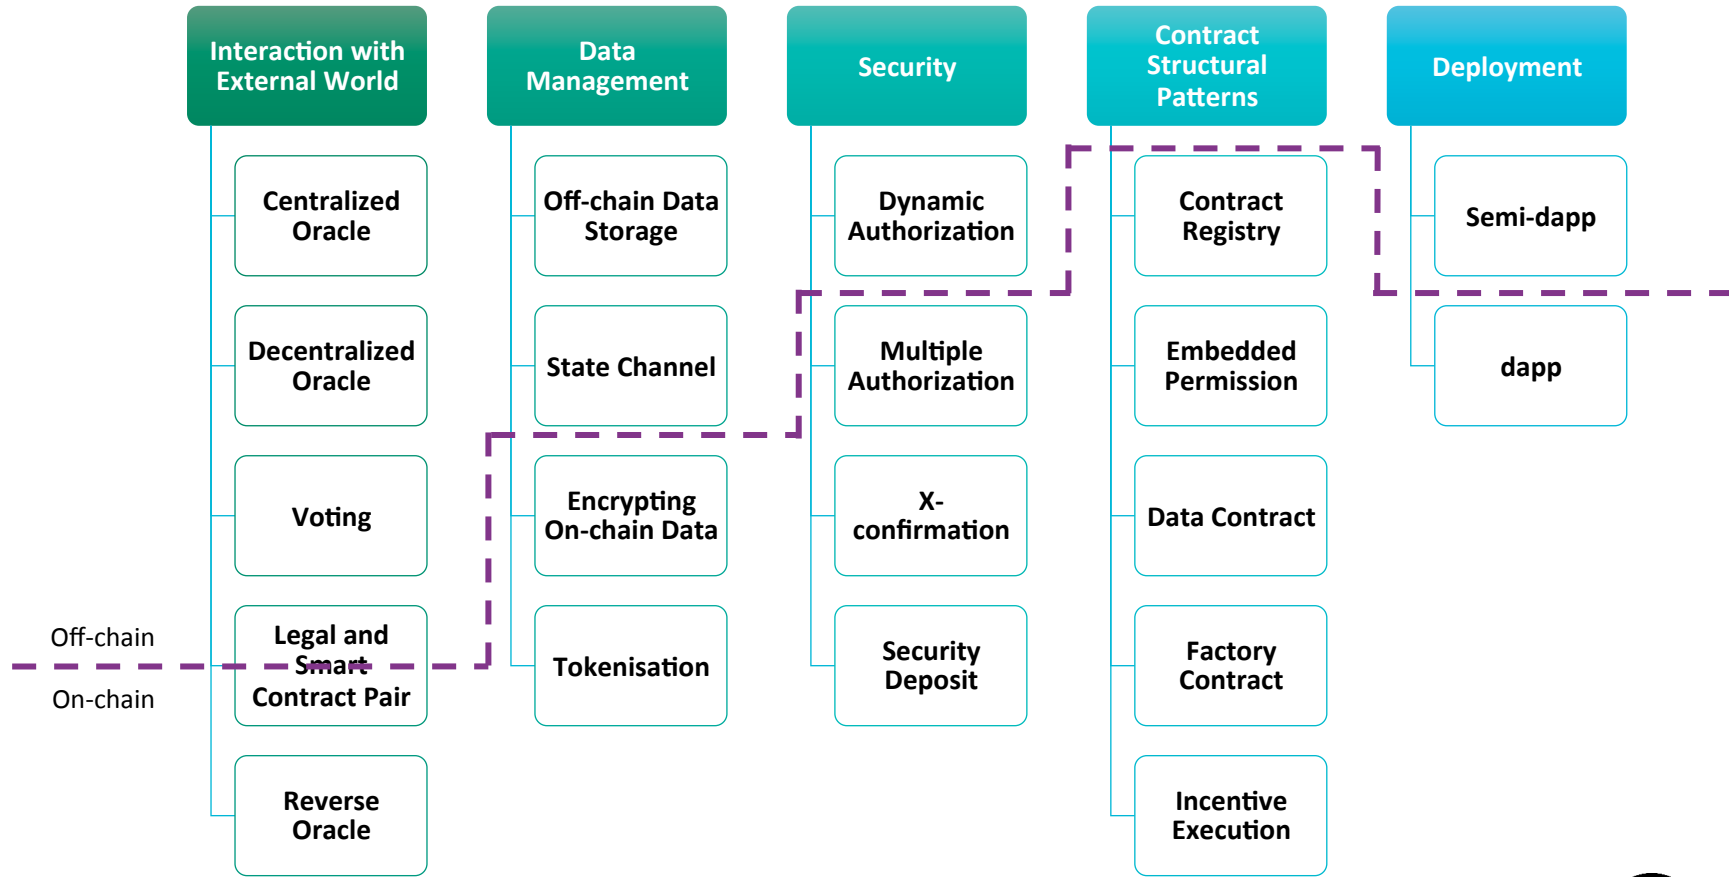 Interaction with
External World
Data
Management
Security
Contract
Structural
Patterns
Deployment
Centralized
Oracle
Off-chain Data
Storage
Dynamic
Authorization
Contract
Registry
Semi-dapp
Decentralized
Oracle
State Channel
Multiple
Authorization
Embedded
Permission
dapp
Voting
Encrypting
On-chain Data
X-
confirmation
Data Contract
Off-chain
On-chain
Legal and
Smart
Contract Pair
Tokenisation
Security
Deposit
Factory
Contract
Reverse
Oracle
Incentive
Execution